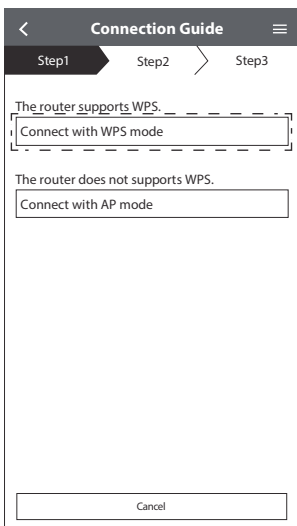 Connection Guide
Step1 Step2 Step3
The router supports WPS.
Connect with WPS mode
The router does not supports WPS.
Connect with AP mode
Cancel